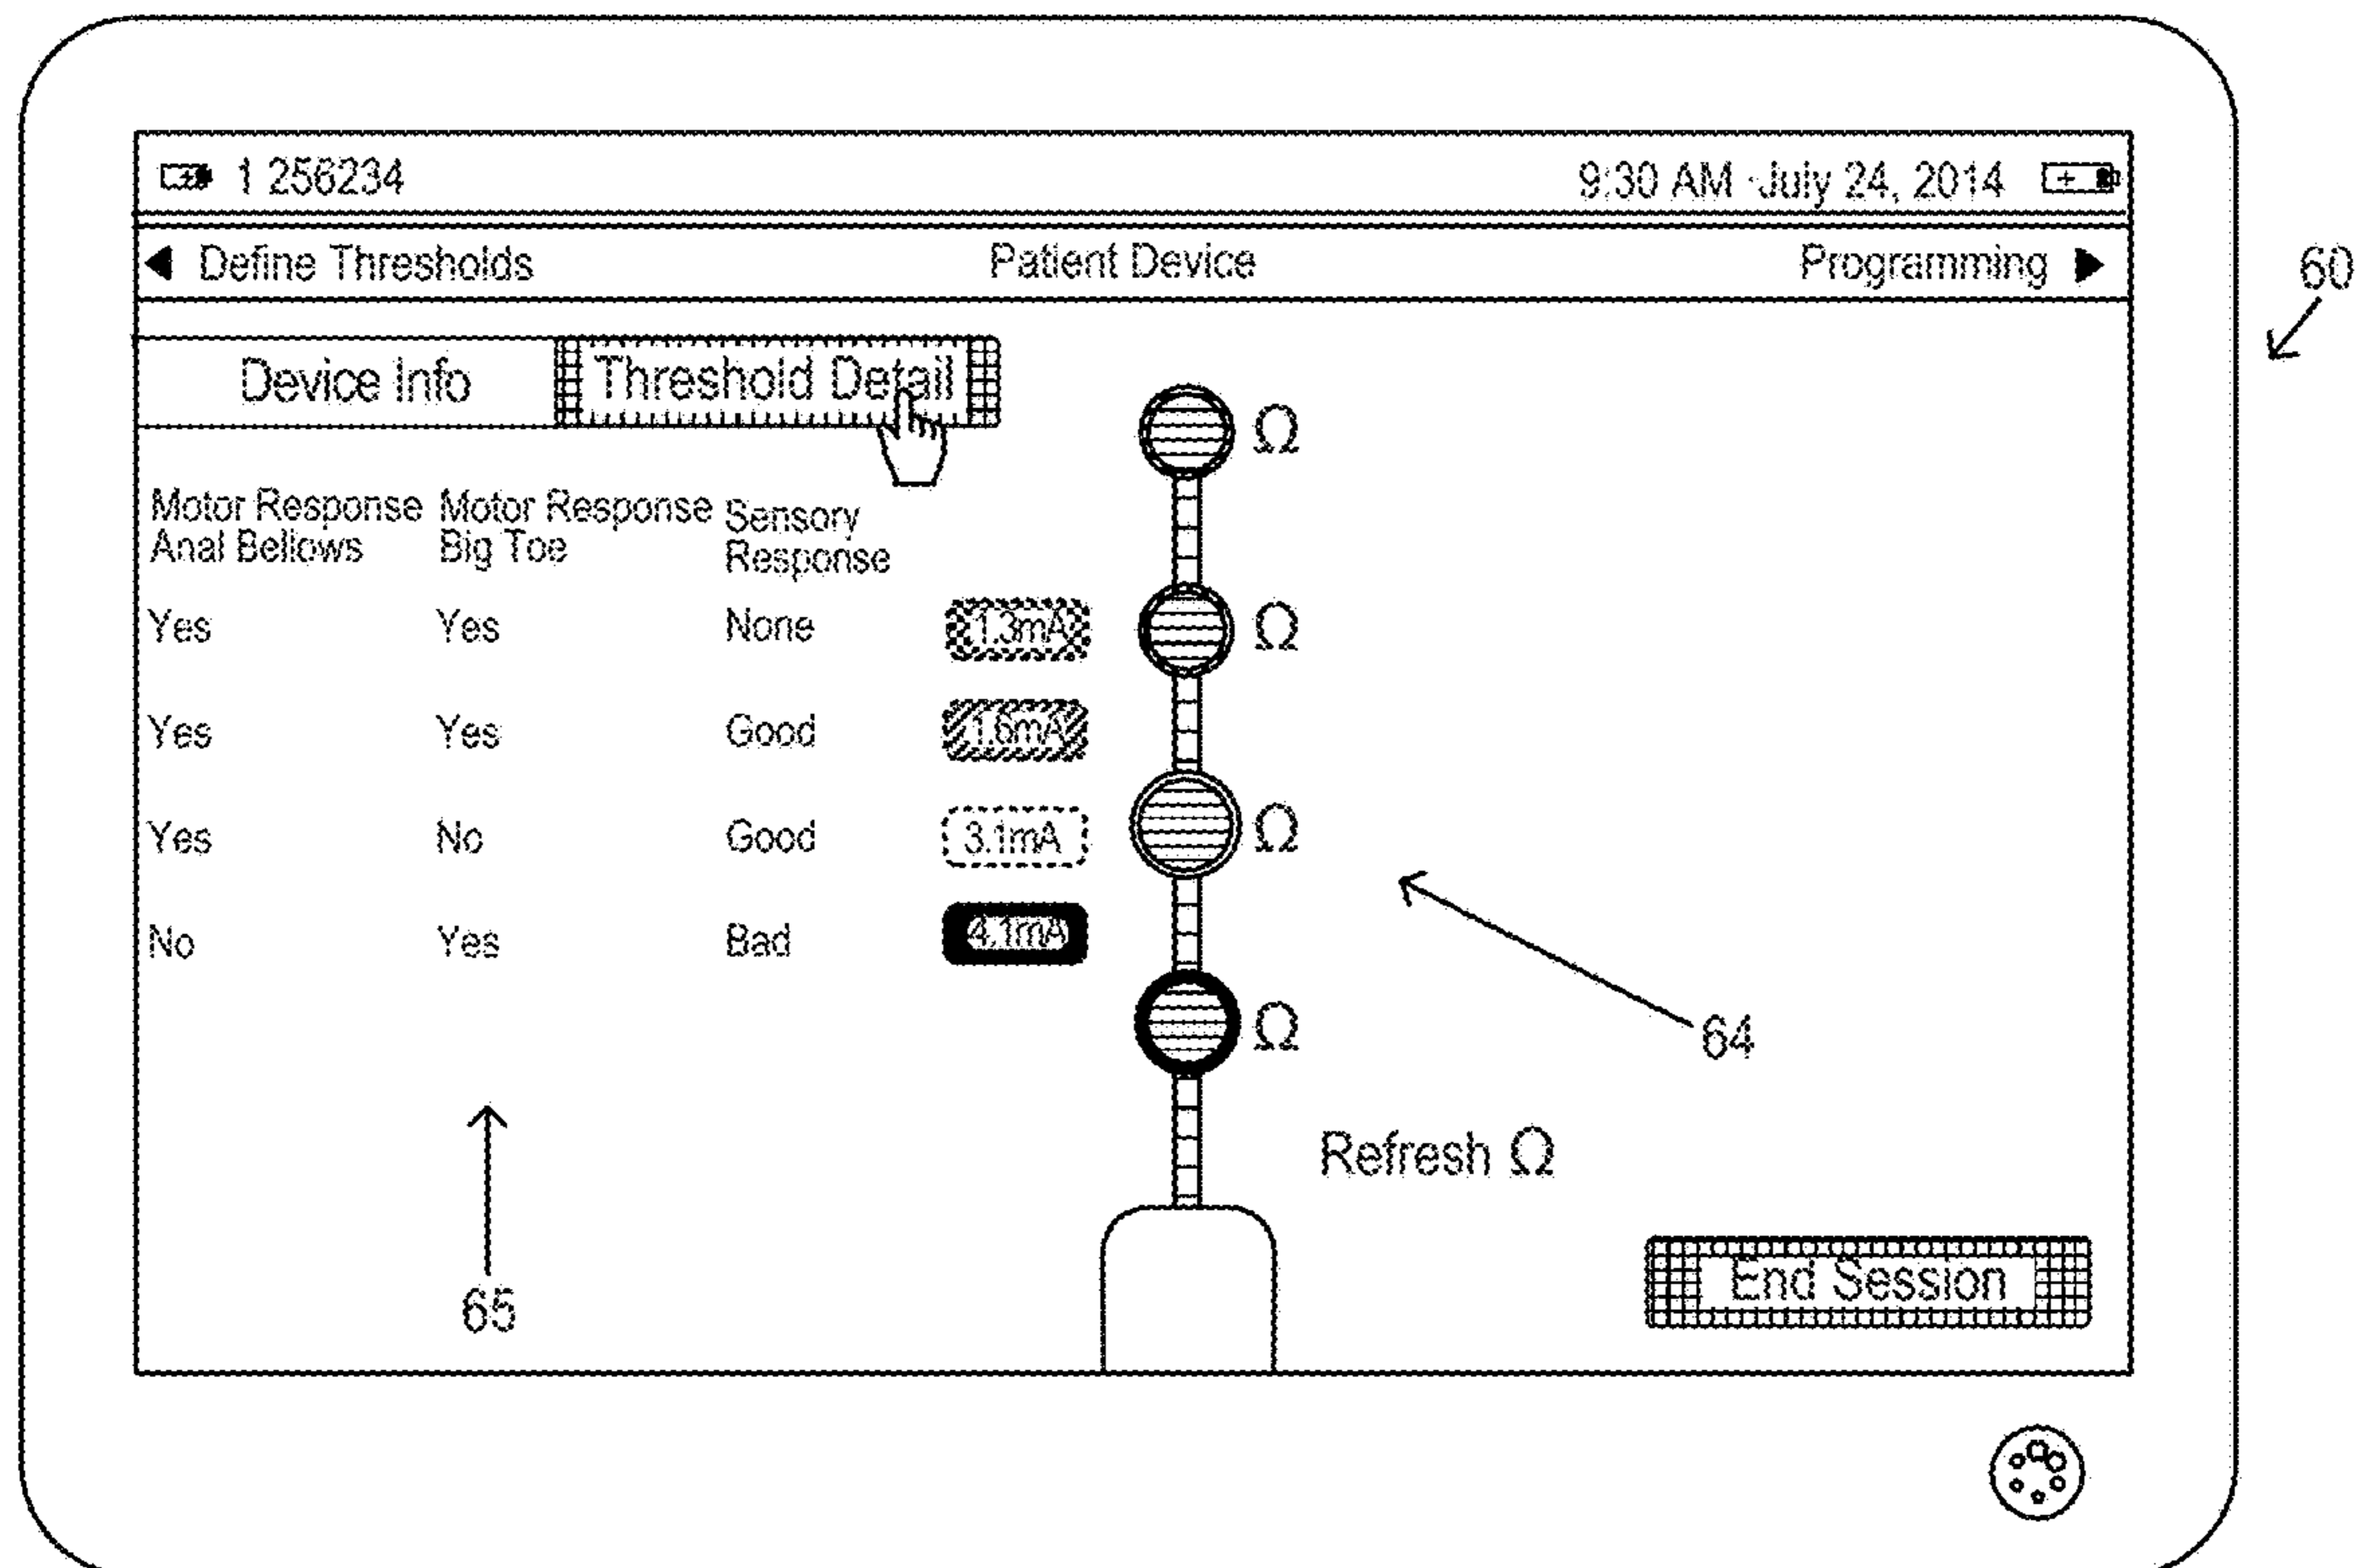 1 256234
9:30 AM July 24, 2014
Define Thresholds
Patient Device
Programming
60
Device Info
Threshold Detail
Ω
Motor Response
Anal Bellows
Motor Response
Big Toe
Sensory
Response
Yes Yes None 1.3mA Ω
Yes Yes Good 1.6mA
Yes No Good 3.1mA Ω
No Yes Bad 4.1mA
Ω
64
Refresh Ω
65
End Session